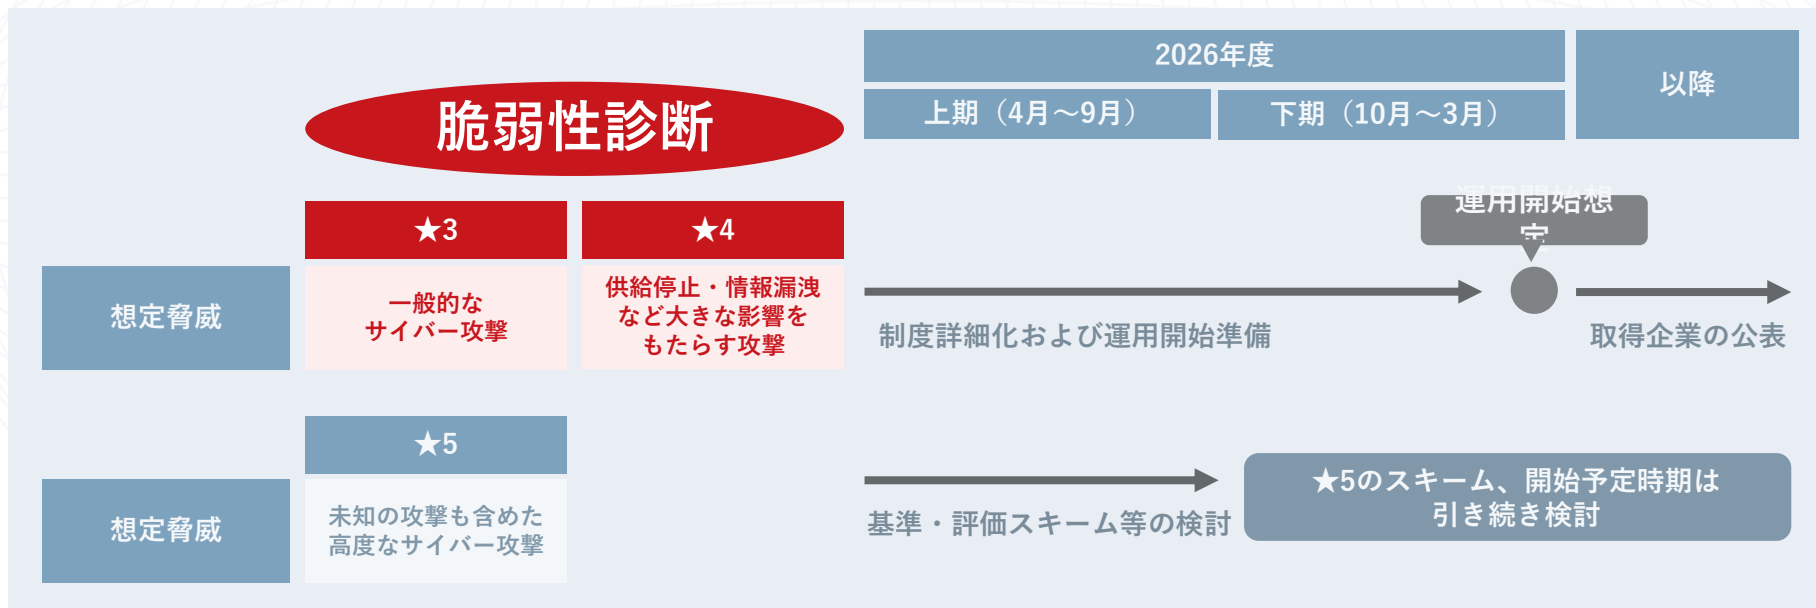 2026年度
以降
上期（4月～9月）
下期（10月～3月）
脆弱性診断
運用開始想
定
★3
★4
想定脅威
一般的な
サイバー攻撃
供給停止・情報漏洩
など大きな影響を
もたらす攻撃
制度詳細化および運用開始準備
取得企業の公表
★5
想定脅威
未知の攻撃も含めた
高度なサイバー攻撃
基準・評価スキーム等の検討
★5のスキーム、開始予定時期は
引き続き検討